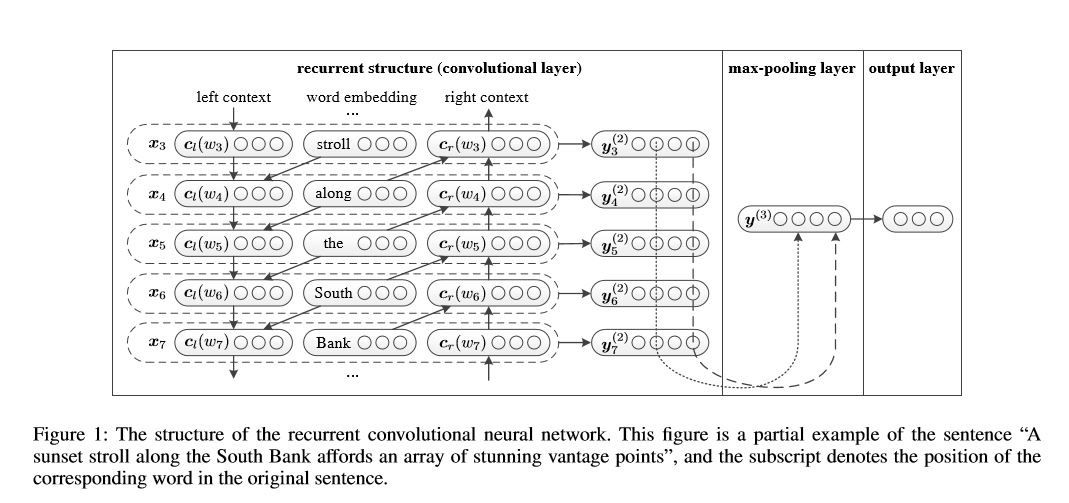 recurrent structure (convolutional layer) max-pooling layer output layer
left context word embedding right context
...
x₃ cₗ(w₃) stroll cᵣ(w₃) y₃⁽²⁾
x₄ cₗ(w₄) along cᵣ(w₄) y₄⁽²⁾
y⁽³⁾
x₅ cₗ(w₅) the cᵣ(w₅) y₅⁽²⁾
x₆ cₗ(w₆) South cᵣ(w₆) y₆⁽²⁾
x₇ cₗ(w₇) Bank cᵣ(w₇) y₇⁽²⁾
...
Figure 1: The structure of the recurrent convolutional neural network. This figure is a partial example of the sentence “A
sunset stroll along the South Bank affords an array of stunning vantage points”, and the subscript denotes the position of the
corresponding word in the original sentence.